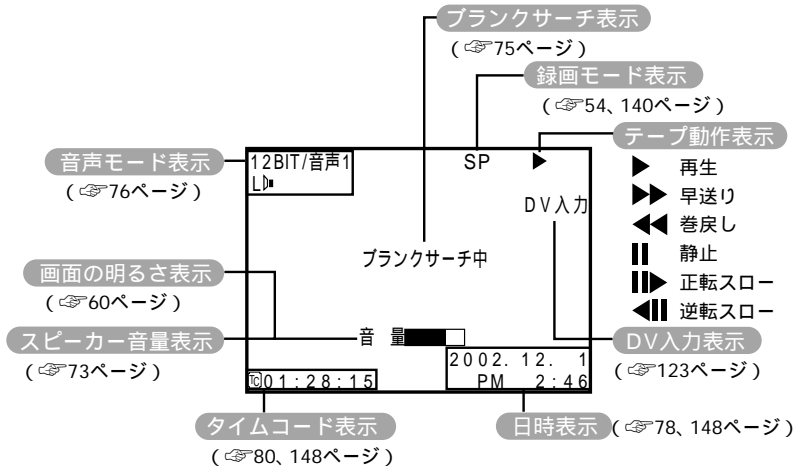 ブランクサーチ表示
(☞75ページ)
録画モード表示
(☞54、140ページ)
テープ動作表示
▶ 再生
▶▶ 早送り
◀◀ 巻戻し
❚❚ 静止
❚❚▶ 正転スロー
◀❚❚ 逆転スロー
音声モード表示
(☞76ページ)
12BIT/音声1
L
SP ▶
DV入力
ブランクサーチ中
画面の明るさ表示
(☞60ページ)
スピーカー音量表示
(☞73ページ)
音 量
2002.12. 1
PM 2:46
TC 01:28:15
DV入力表示
(☞123ページ)
タイムコード表示
(☞80、148ページ)
日時表示 (☞78、148ページ)